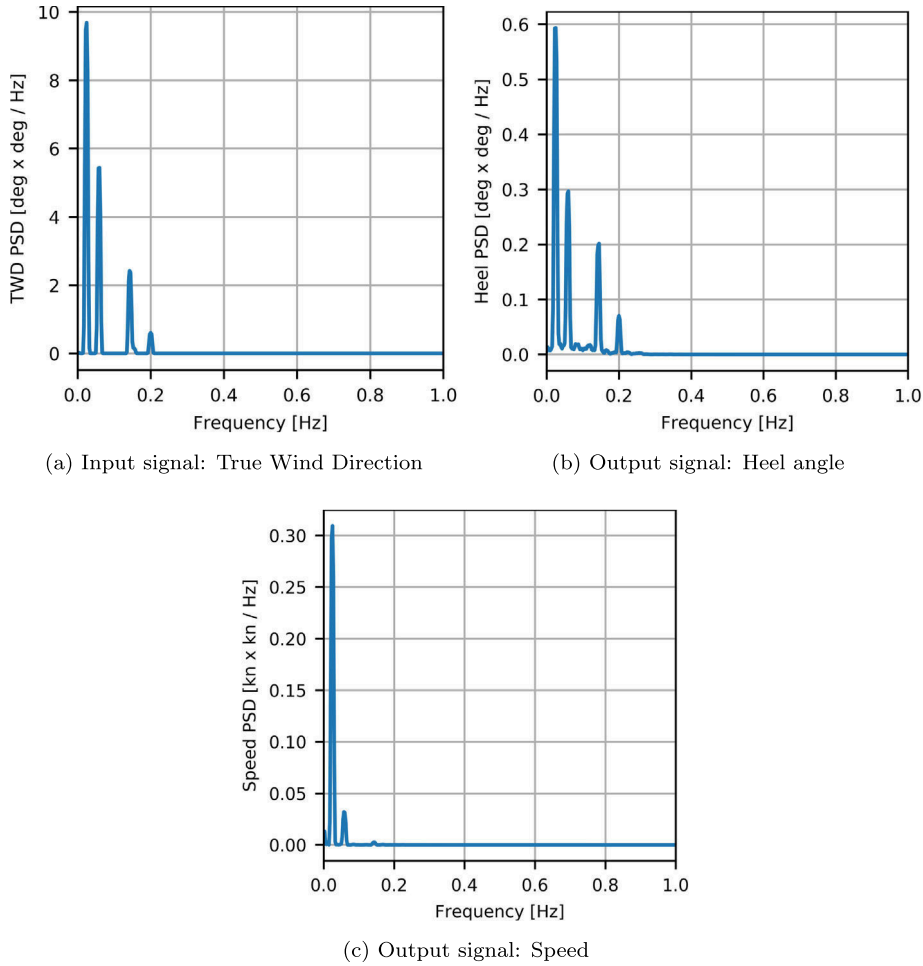 TWD PSD [deg x deg / Hz]
10
8
6
4
2
0
0.0 0.2 0.4 0.6 0.8 1.0
Frequency [Hz]
(a) Input signal: True Wind Direction
Heel PSD [deg x deg / Hz]
0.6
0.5
0.4
0.3
0.2
0.1
0.0
0.0 0.2 0.4 0.6 0.8 1.0
Frequency [Hz]
(b) Output signal: Heel angle
Speed PSD [kn x kn / Hz]
0.30
0.25
0.20
0.15
0.10
0.05
0.00
0.0 0.2 0.4 0.6 0.8 1.0
Frequency [Hz]
(c) Output signal: Speed